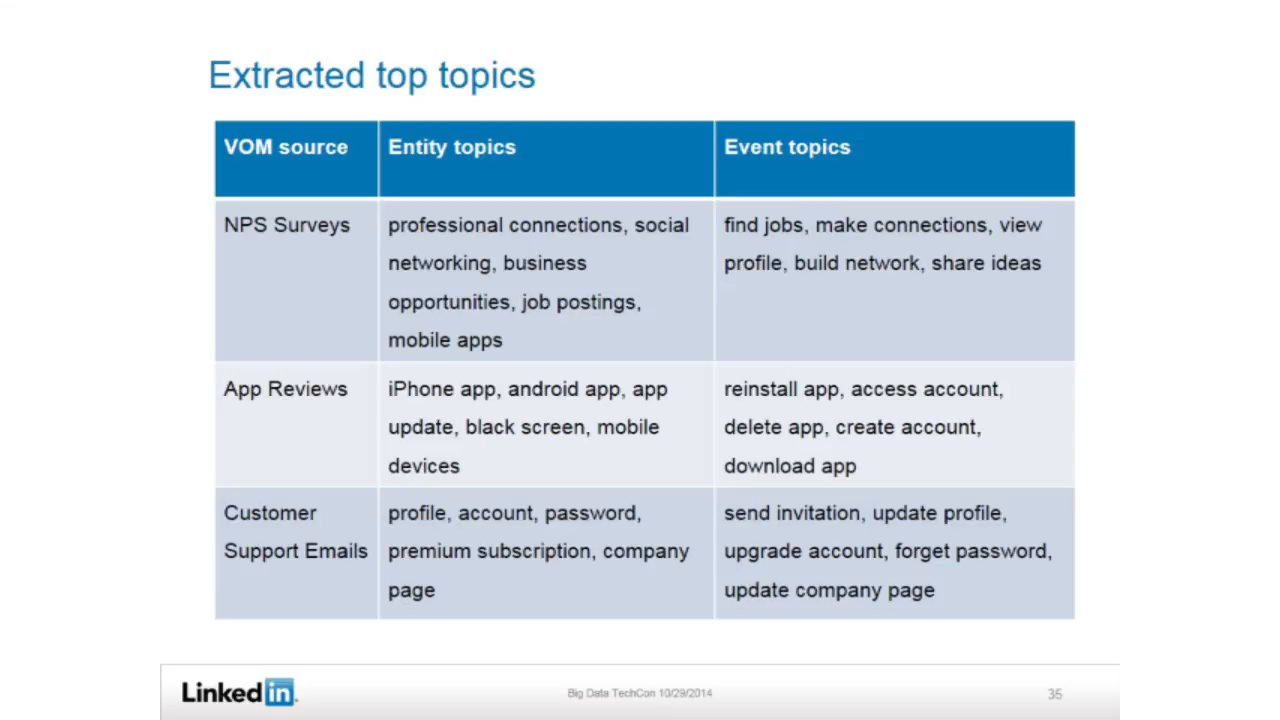 Extracted top topics
VOM source
Entity topics
Event topics
NPS Surveys
professional connections, social
networking, business
opportunities, job postings,
mobile apps
find jobs, make connections, view
profile, build network, share ideas
App Reviews
iPhone app, android app, app
update, black screen, mobile
devices
reinstall app, access account,
delete app, create account,
download app
Customer
Support Emails
profile, account, password,
premium subscription, company
page
send invitation, update profile,
upgrade account, forget password,
update company page
Linked in.
Big Data TechCon 10/29/2014
35